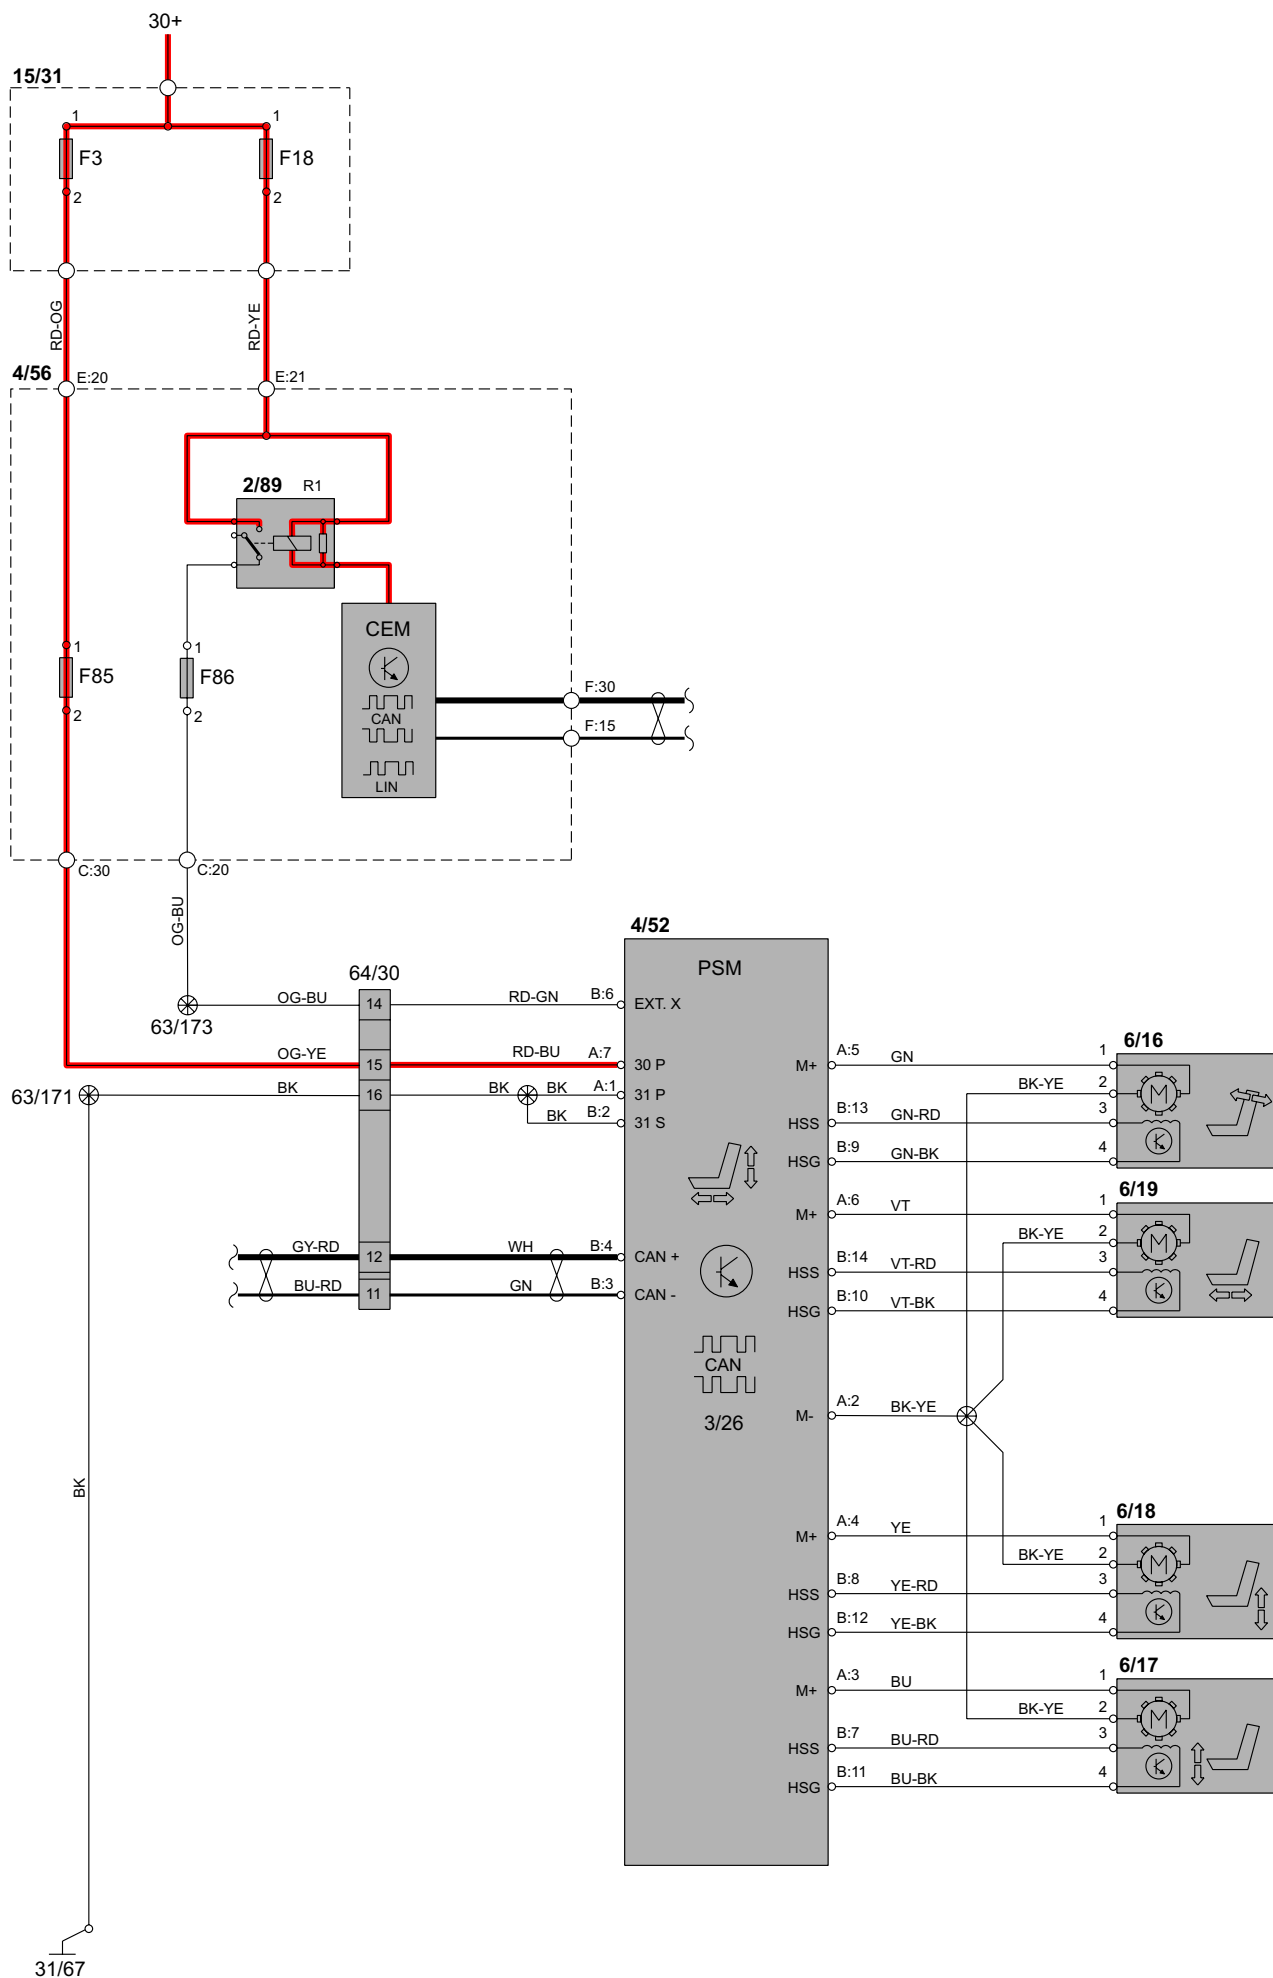 30+
15/31
1
1
F3
F18
2
2
RD-OG
RD-YE
4/56
E:20
E:21
2/89
R1
CEM
1
1
F85
F86
2
2
F:30
CAN
F:15
LIN
C:30
C:20
OG-BU
4/52
PSM
64/30
OG-BU
14
RD-GN
B:6
EXT. X
63/173
OG-YE
15
RD-BU
A:7
30 P
63/171
BK
16
BK
BK
A:1
31 P
BK
B:2
31 S
GY-RD
12
WH
B:4
CAN +
BU-RD
11
GN
B:3
CAN -
CAN
3/26
M+
A:5
GN
1
6/16
BK-YE
2
M
HSS
B:13
GN-RD
3
HSG
B:9
GN-BK
4
M+
A:6
VT
1
6/19
BK-YE
2
M
HSS
B:14
VT-RD
3
HSG
B:10
VT-BK
4
M-
A:2
BK-YE
M+
A:4
YE
1
6/18
BK-YE
2
M
HSS
B:8
YE-RD
3
HSG
B:12
YE-BK
4
M+
A:3
BU
1
6/17
BK-YE
2
M
HSS
B:7
BU-RD
3
HSG
B:11
BU-BK
4
BK
31/67